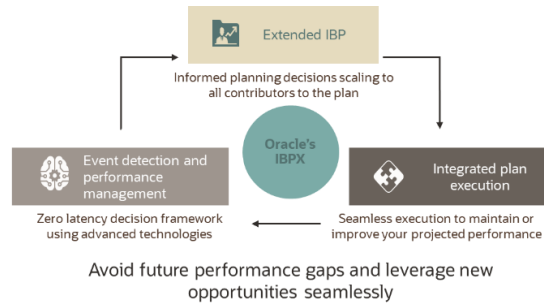 Extended IBP
Informed planning decisions scaling to
all contributors to the plan
Oracle's
IBPX
Event detection and
performance
management
Integrated plan
execution
Zero latency decision framework
using advanced technologies
Seamless execution to maintain or
improve your projected performance
Avoid future performance gaps and leverage new
opportunities seamlessly